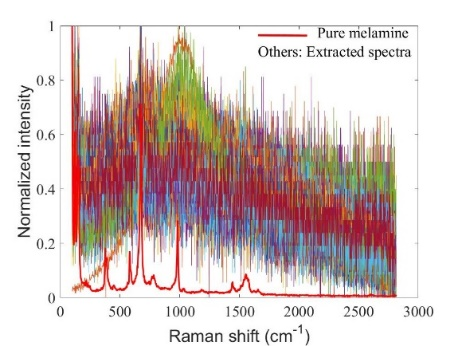 Pure melamine
Others: Extracted spectra
Normalized intensity
1
0.8
0.6
0.4
0.2
0
0 500 1000 1500 2000 2500 3000
Raman shift (cm⁻¹)